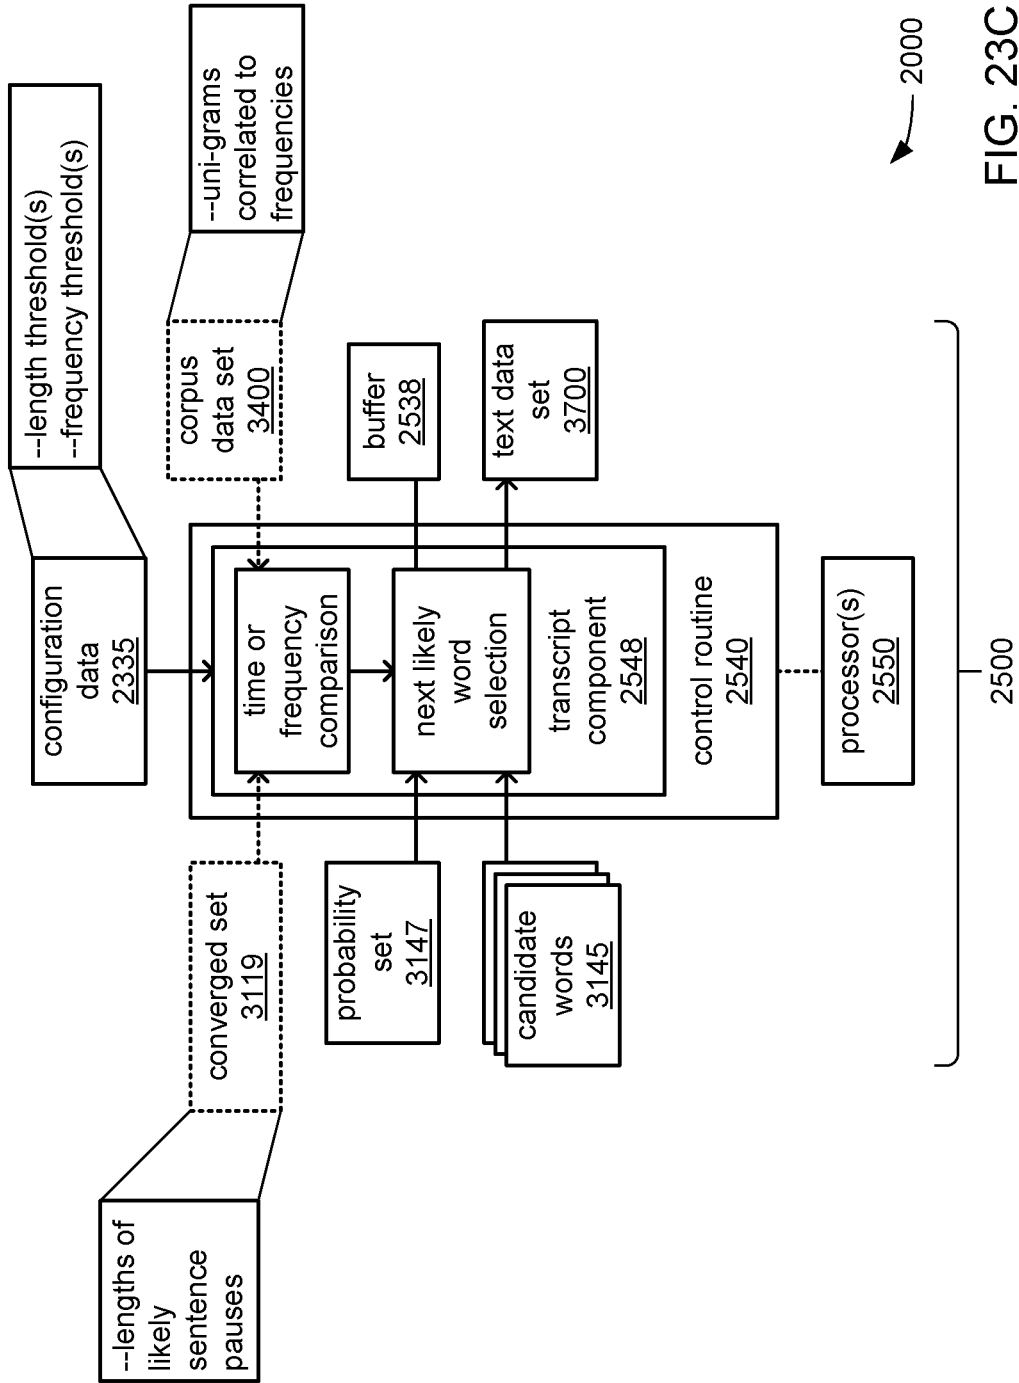 --length threshold(s)
--frequency threshold(s)
configuration
data
2335
--lengths of
likely
sentence
pauses
converged set
3119
corpus
data set
3400
--uni-grams
correlated to
frequencies
time or
frequency
comparison
probability
set
3147
next likely
word
selection
buffer
2538
candidate
words
3145
text data
set
3700
transcript
component
2548
control routine
2540
processor(s)
2550
2500
2000
FIG. 23C